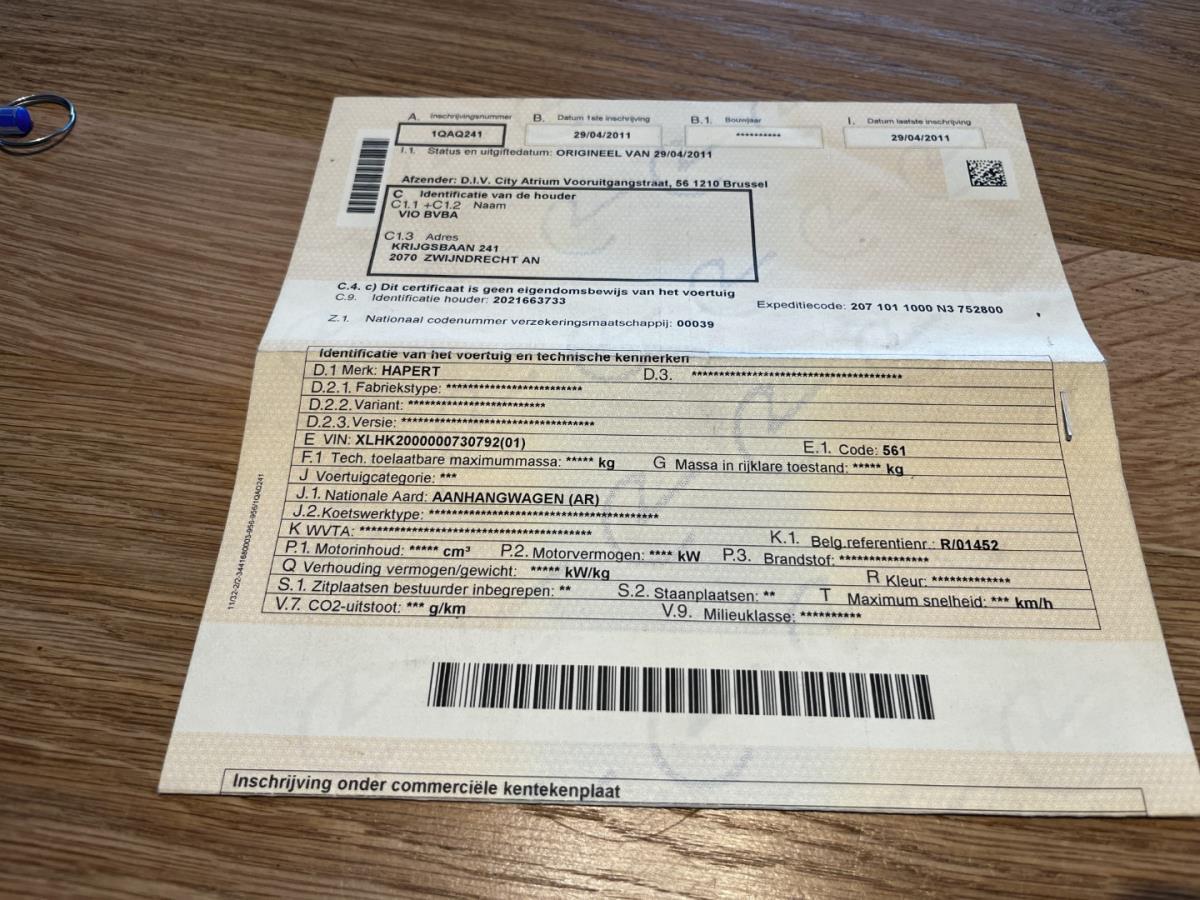 A. Inschrijvingsnummer B. Datum 1ste inschrijving B.1. Bouwjaar I. Datum laatste inschrijving
1QAQ241 29/04/2011 ********** 29/04/2011
I.1. Status en uitgiftedatum: ORIGINEEL VAN 29/04/2011
Afzender: D.I.V. City Atrium Vooruitgangstraat, 56 1210 Brussel
C Identificatie van de houder
C1.1 +C1.2 Naam
VIO BVBA
C1.3 Adres
KRIJGSBAAN 241
2070 ZWIJNDRECHT AN
C.4. c) Dit certificaat is geen eigendomsbewijs van het voertuig
C.9. Identificatie houder: 2021663733 Expeditiecode: 207 101 1000 N3 752800
Z.1. Nationaal codenummer verzekeringsmaatschappij: 00039
Identificatie van het voertuig en technische kenmerken
D.1 Merk: HAPERT D.3. **************************************
D.2.1. Fabriekstype: *************************
D.2.2. Variant: *************************
D.2.3. Versie: ***********************************
E VIN: XLHK2000000730792(01) E.1. Code: 561
F.1 Tech. toelaatbare maximummassa: ***** kg G Massa in rijklare toestand: ***** kg
J Voertuigcategorie: ***
J.1. Nationale Aard: AANHANGWAGEN (AR)
J.2. Koetswerktype: ****************************************
K WVTA: **************************************** K.1. Belg.referentienr.: R/01452
P.1. Motorinhoud: ***** cm³ P.2. Motorvermogen: **** kW P.3. Brandstof: ***************
Q Verhouding vermogen/gewicht: ***** kW/kg R Kleur: *************
S.1. Zitplaatsen bestuurder inbegrepen: ** S.2. Staanplaatsen: ** T Maximum snelheid: *** km/h
V.7. CO2-uitstoot: *** g/km V.9. Milieuklasse: **********
Inschrijving onder commerciële kentekenplaat